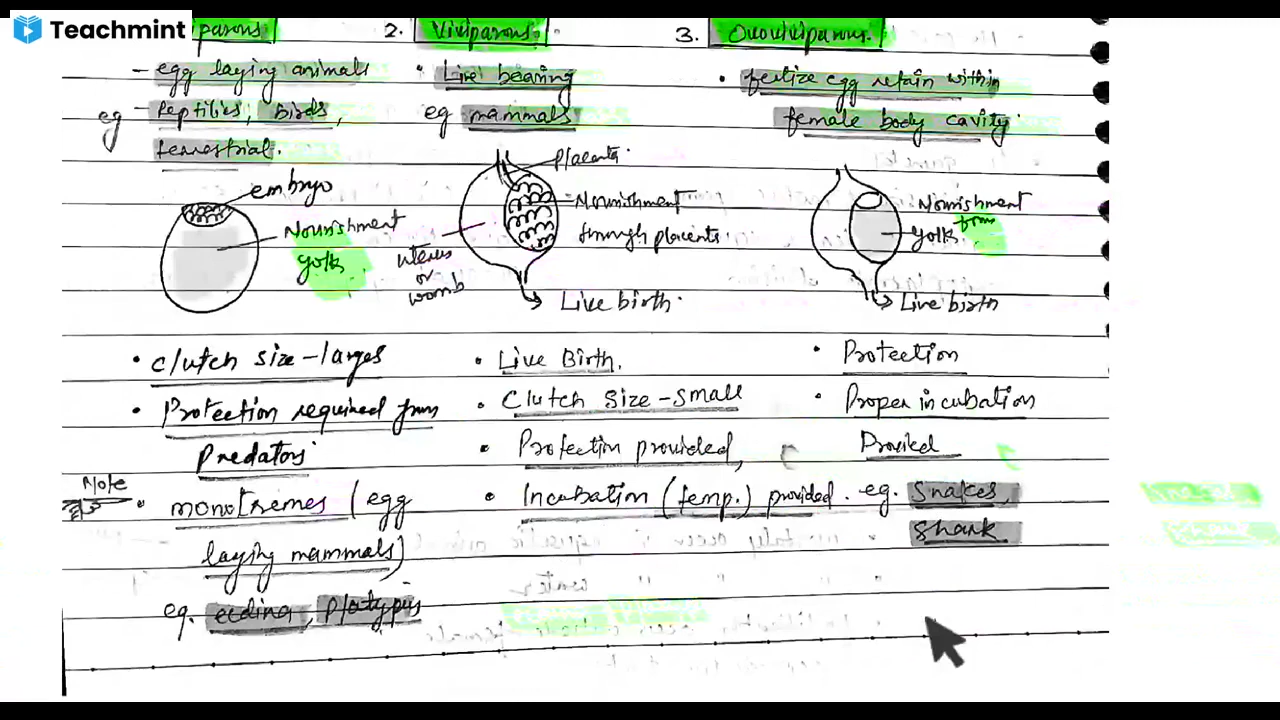 Teachmint
parous
2. Viviparous.
3. Ovoviviparous.
- egg laying animals
eg reptiles, birds,
terrestrial.
embryo
Nourishment
yolk
• Live bearing
eg mammals
placenta
Nourishment
through placenta.
uterus
or
womb
Live birth.
• fertlize egg retain within
female body cavity.
Nourishment
from
yolk
Live birth
• Clutch size - larges
• Protection required from
Predators
Note
• monotremes (egg
laying mammals)
eg. ecidina, platypus
• Live Birth.
• Clutch size - small
• Protection provided,
• Incubation (temp.) provided.
• Protection
• Proper incubation
Provided
eg. Snakes,
shark